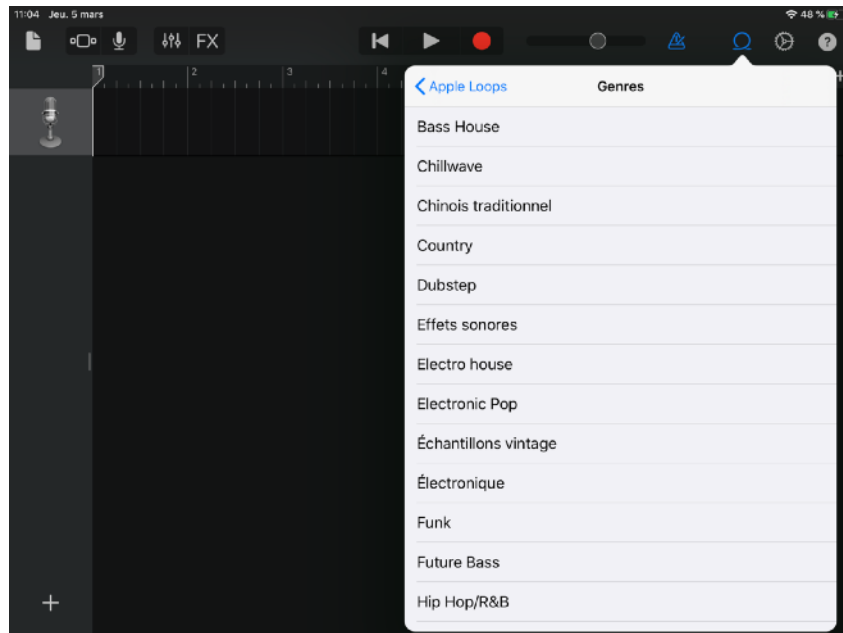 11:04 Jeu. 5 mars
48 %
FX
1 2 3 4
Apple Loops
Genres
Bass House
Chillwave
Chinois traditionnel
Country
Dubstep
Effets sonores
Electro house
Electronic Pop
Échantillons vintage
Électronique
Funk
Future Bass
Hip Hop/R&B